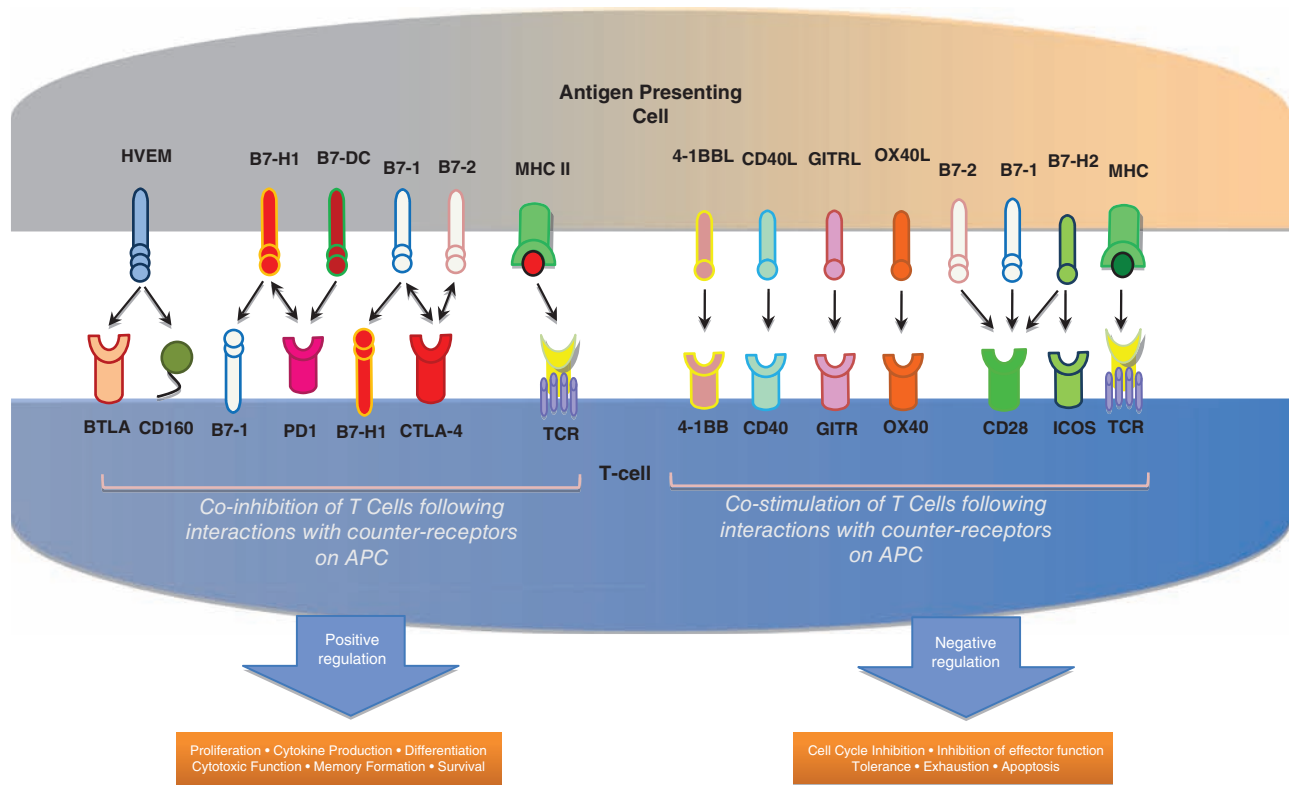 Antigen Presenting
Cell
HVEM
B7-H1
B7-DC
B7-1
B7-2
MHC II
4-1BBL
CD40L
GITRL
OX40L
B7-2
B7-1
B7-H2
MHC
BTLA
CD160
B7-1
PD1
B7-H1
CTLA-4
TCR
4-1BB
CD40
GITR
OX40
CD28
ICOS
TCR
T-cell
Co-inhibition of T Cells following
interactions with counter-receptors
on APC
Co-stimulation of T Cells following
interactions with counter-receptors
on APC
Positive
regulation
Negative
regulation
Proliferation • Cytokine Production • Differentiation
Cytotoxic Function • Memory Formation • Survival
Cell Cycle Inhibition • Inhibition of effector function
Tolerance • Exhaustion • Apoptosis